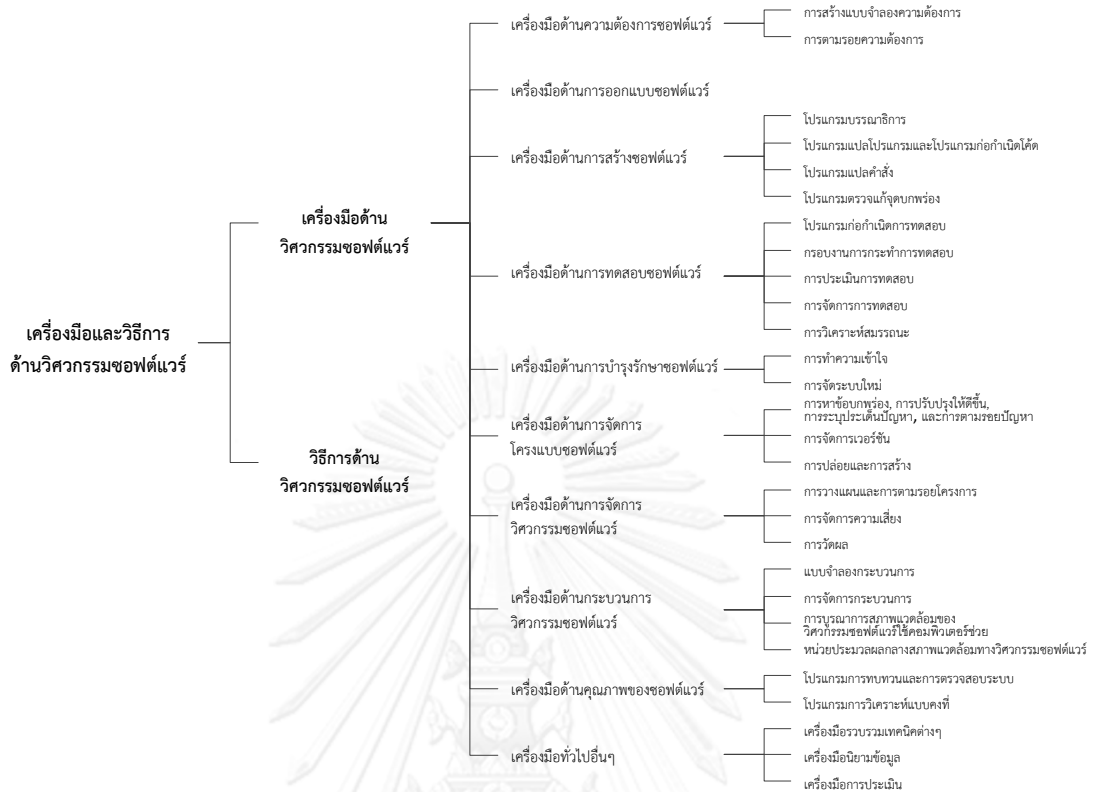 เครื่องมือและวิธีการ
ด้านวิศวกรรมซอฟต์แวร์
เครื่องมือด้าน
วิศวกรรมซอฟต์แวร์
เครื่องมือด้านความต้องการซอฟต์แวร์
การสร้างแบบจำลองความต้องการ
การตามรอยความต้องการ
เครื่องมือด้านการออกแบบซอฟต์แวร์
เครื่องมือด้านการสร้างซอฟต์แวร์
โปรแกรมบรรณาธิการ
โปรแกรมแปลโปรแกรมและโปรแกรมก่อกำเนิดโค้ด
โปรแกรมแปลคำสั่ง
โปรแกรมตรวจแก้จุดบกพร่อง
เครื่องมือด้านการทดสอบซอฟต์แวร์
โปรแกรมก่อกำเนิดการทดสอบ
กรอบงานการกระทำการทดสอบ
การประเมินการทดสอบ
การจัดการการทดสอบ
การวิเคราะห์สมรรถนะ
เครื่องมือด้านการบำรุงรักษาซอฟต์แวร์
การทำความเข้าใจ
การจัดระบบใหม่
เครื่องมือด้านการจัดการ
โครงแบบซอฟต์แวร์
การหาข้อบกพร่อง, การปรับปรุงให้ดีขึ้น,
การระบุประเด็นปัญหา, และการตามรอยปัญหา
การจัดการเวอร์ชัน
การปล่อยและการสร้าง
เครื่องมือด้านการจัดการ
วิศวกรรมซอฟต์แวร์
การวางแผนและการตามรอยโครงการ
การจัดการความเสี่ยง
การวัดผล
เครื่องมือด้านกระบวนการ
วิศวกรรมซอฟต์แวร์
แบบจำลองกระบวนการ
การจัดการกระบวนการ
การบูรณาการสภาพแวดล้อมของ
วิศวกรรมซอฟต์แวร์ใช้คอมพิวเตอร์ช่วย
หน่วยประมวลผลกลางสภาพแวดล้อมทางวิศวกรรมซอฟต์แวร์
เครื่องมือด้านคุณภาพของซอฟต์แวร์
โปรแกรมการทบทวนและการตรวจสอบระบบ
โปรแกรมการวิเคราะห์แบบคงที่
เครื่องมือทั่วไปอื่นๆ
เครื่องมือรวบรวมเทคนิคต่างๆ
เครื่องมือนิยามข้อมูล
เครื่องมือการประเมิน
วิธีการด้าน
วิศวกรรมซอฟต์แวร์